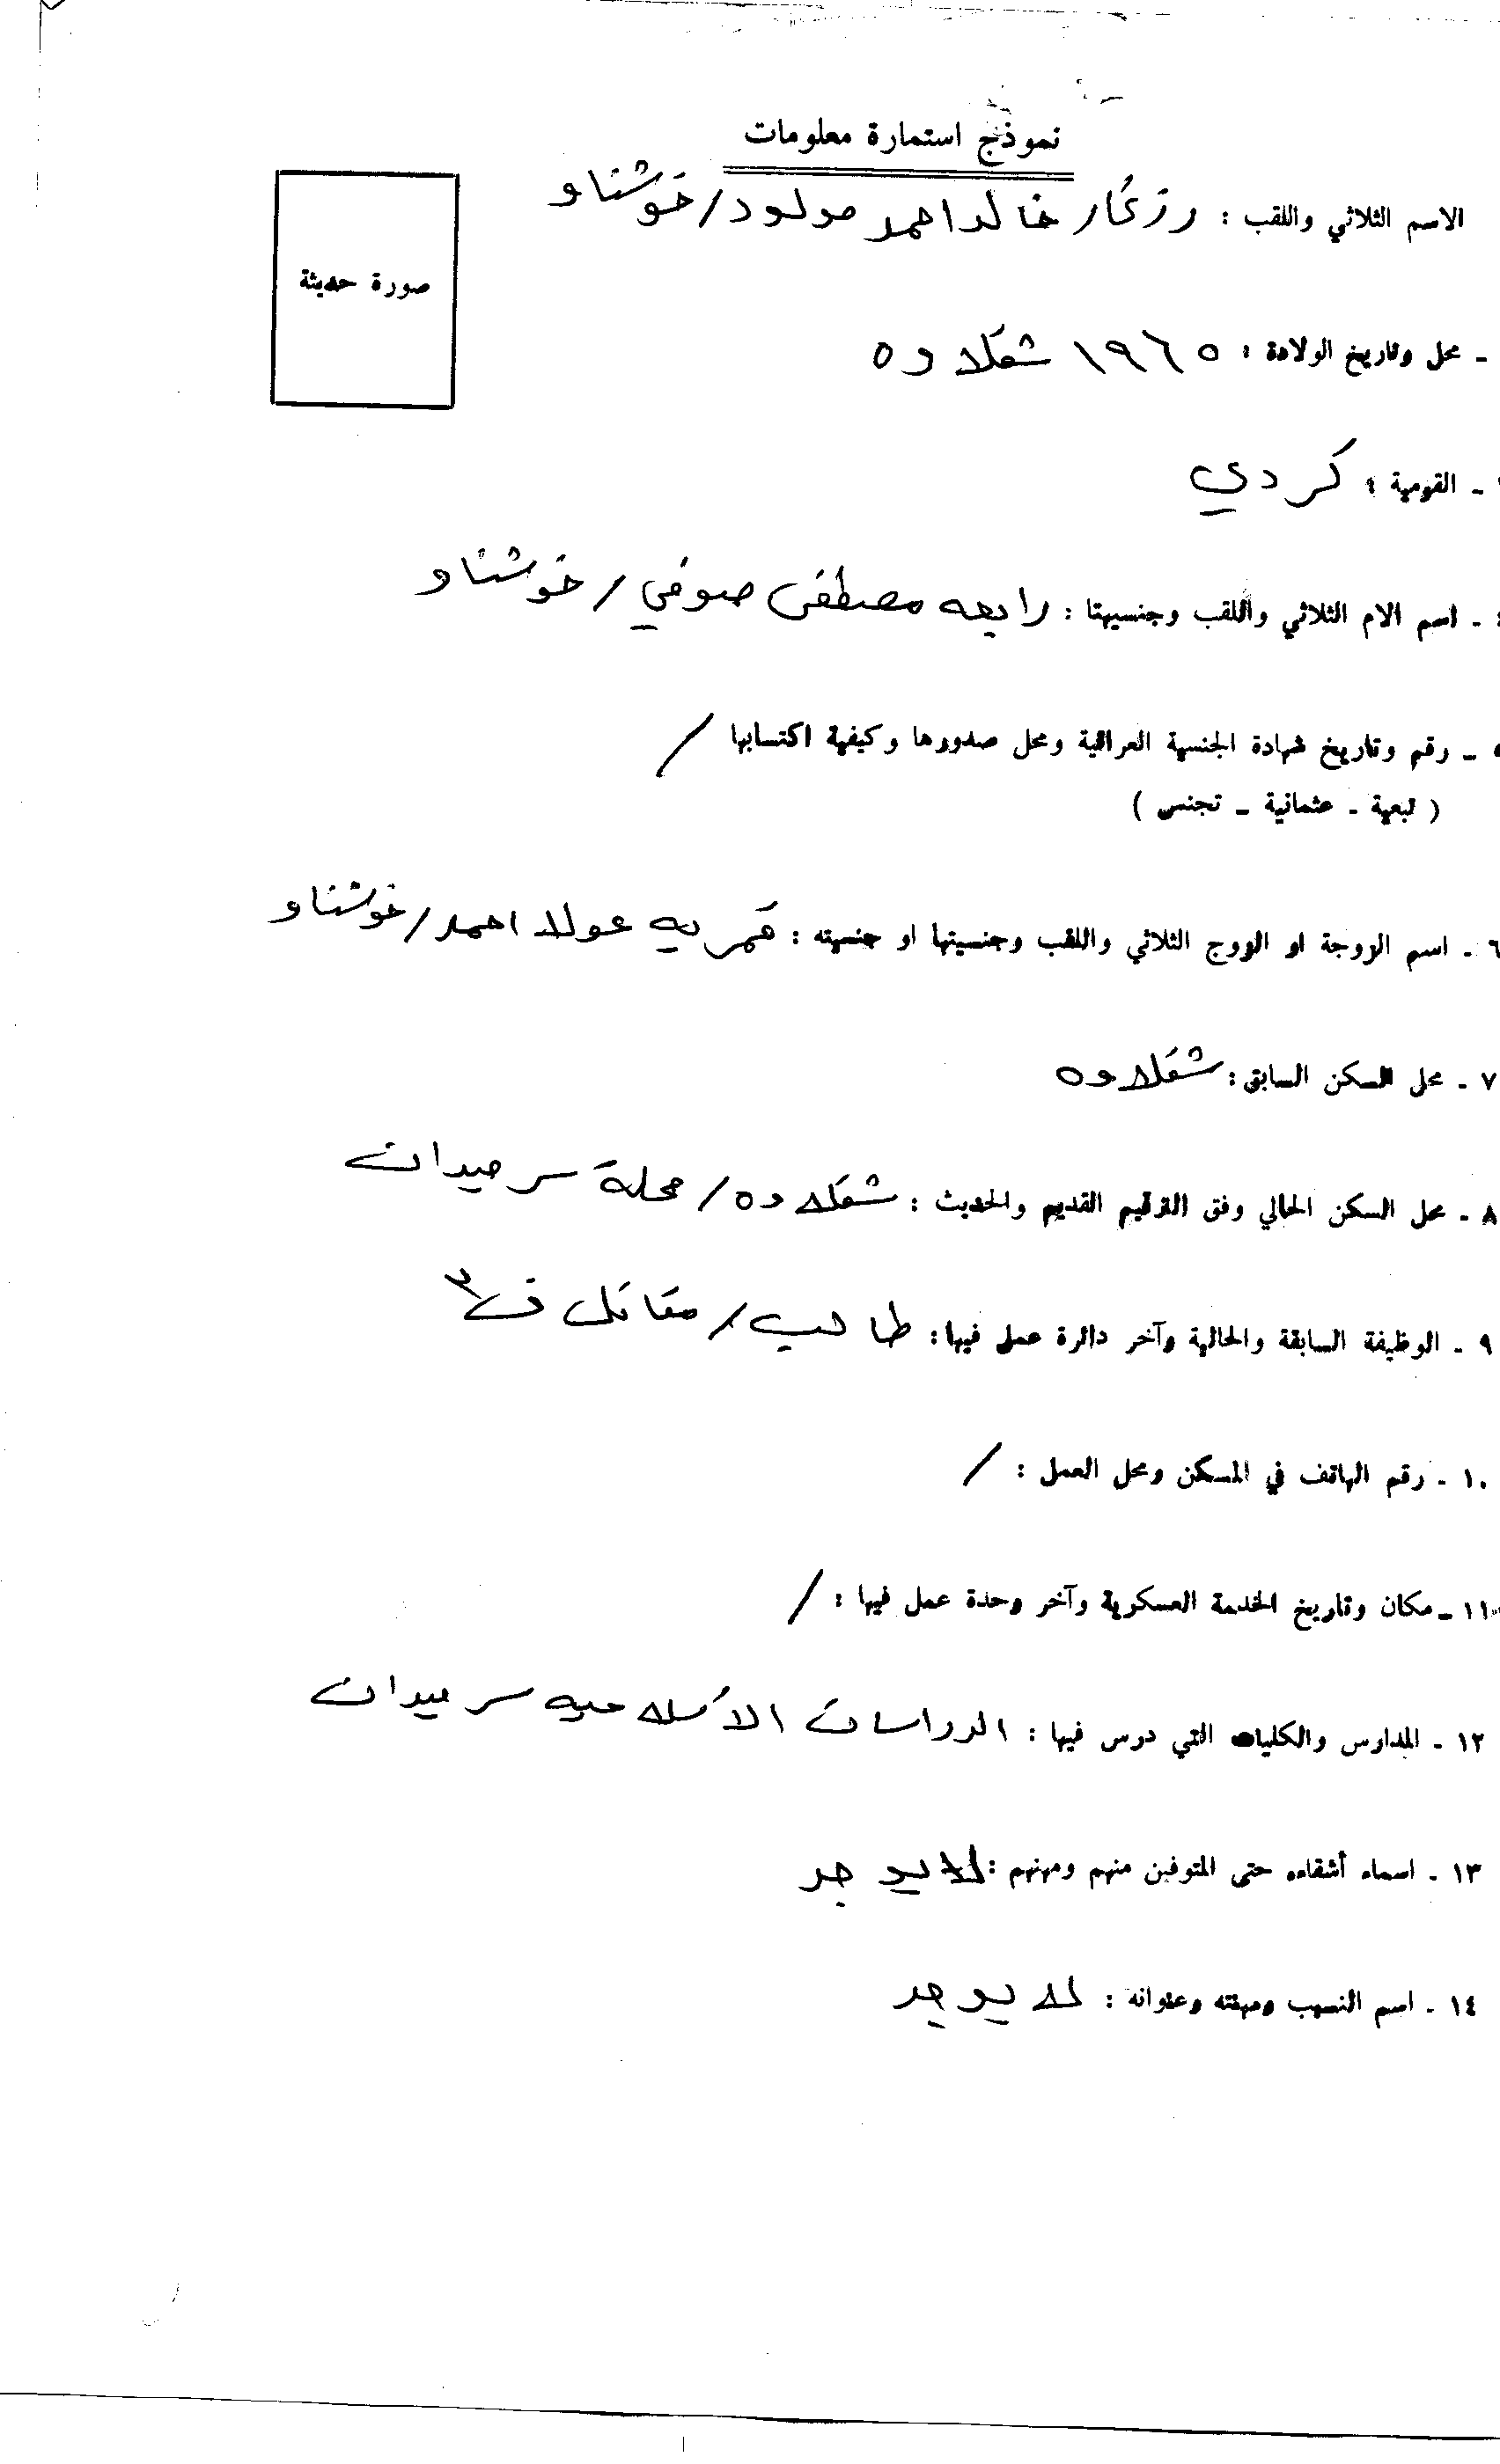 نموذج استمارة معلومات
صورة حديثة
الاسم الثلاثي واللقب : رزكار خالد احمد مولود / خوشناو
- محل وتاريخ الولادة : ١٩٦٥ شقلاوه
- القومية : كردي
٤ - اسم الام الثلاثي واللقب وجنسيتها : رابعه مصطفى صوفي / خوشناو
٥ - رقم وتاريخ شهادة الجنسية العراقية ومحل صدورها وكيفية اكتسابها /
( تبعية - عثمانية - تجنس )
٦ - اسم الزوجة او الزوج الثلاثي واللقب وجنسيتها او جنسيته : قمريه عولا احمد / خوشناو
٧ - محل السكن السابق : شقلاوه
٨ - محل السكن الحالي وفق الترقيم القديم والحديث : شقلاوه / محلة سرميدان
٩ - الوظيفة السابقة والحالية وآخر دائرة عمل فيها : طالب / مقاتل ف ٣
١٠ - رقم الهاتف في المسكن ومحل العمل : /
١١ - مكان وتاريخ الخدمة العسكرية وآخر وحدة عمل فيها : /
١٢ - المدارس والكليات التي درس فيها : الدراسات الأسلاميه سرميدان
١٣ - اسماء أشقاءه حتى المتوفين منهم ومهنهم : لا يوجد
١٤ - اسم النسيب ومهنته وعنوانه : لا يوجد